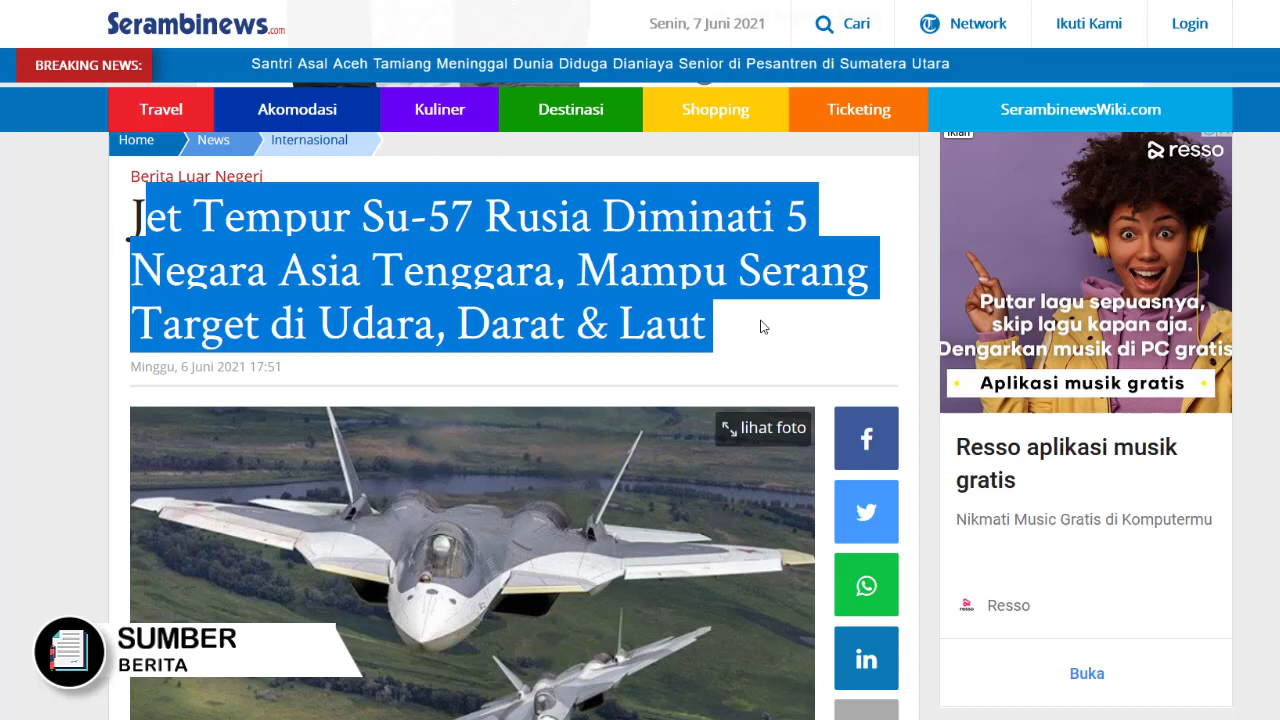 Serambinews.com
Senin, 7 Juni 2021
Cari
Network
Ikuti Kami
Login
BREAKING NEWS:
Santri Asal Aceh Tamiang Meninggal Dunia Diduga Dianiaya Senior di Pesantren di Sumatera Utara
Travel
Akomodasi
Kuliner
Destinasi
Shopping
Ticketing
SerambinewsWiki.com
Home
News
Internasional
Berita Luar Negeri
Jet Tempur Su-57 Rusia Diminati 5
Negara Asia Tenggara, Mampu Serang
Target di Udara, Darat & Laut
Minggu, 6 Juni 2021 17:51
lihat foto
Iklan
resso
Putar lagu sepuasnya,
skip lagu kapan aja.
Dengarkan musik di PC gratis
Aplikasi musik gratis
Resso aplikasi musik
gratis
Nikmati Music Gratis di Komputermu
Resso
Buka
SUMBER
BERITA